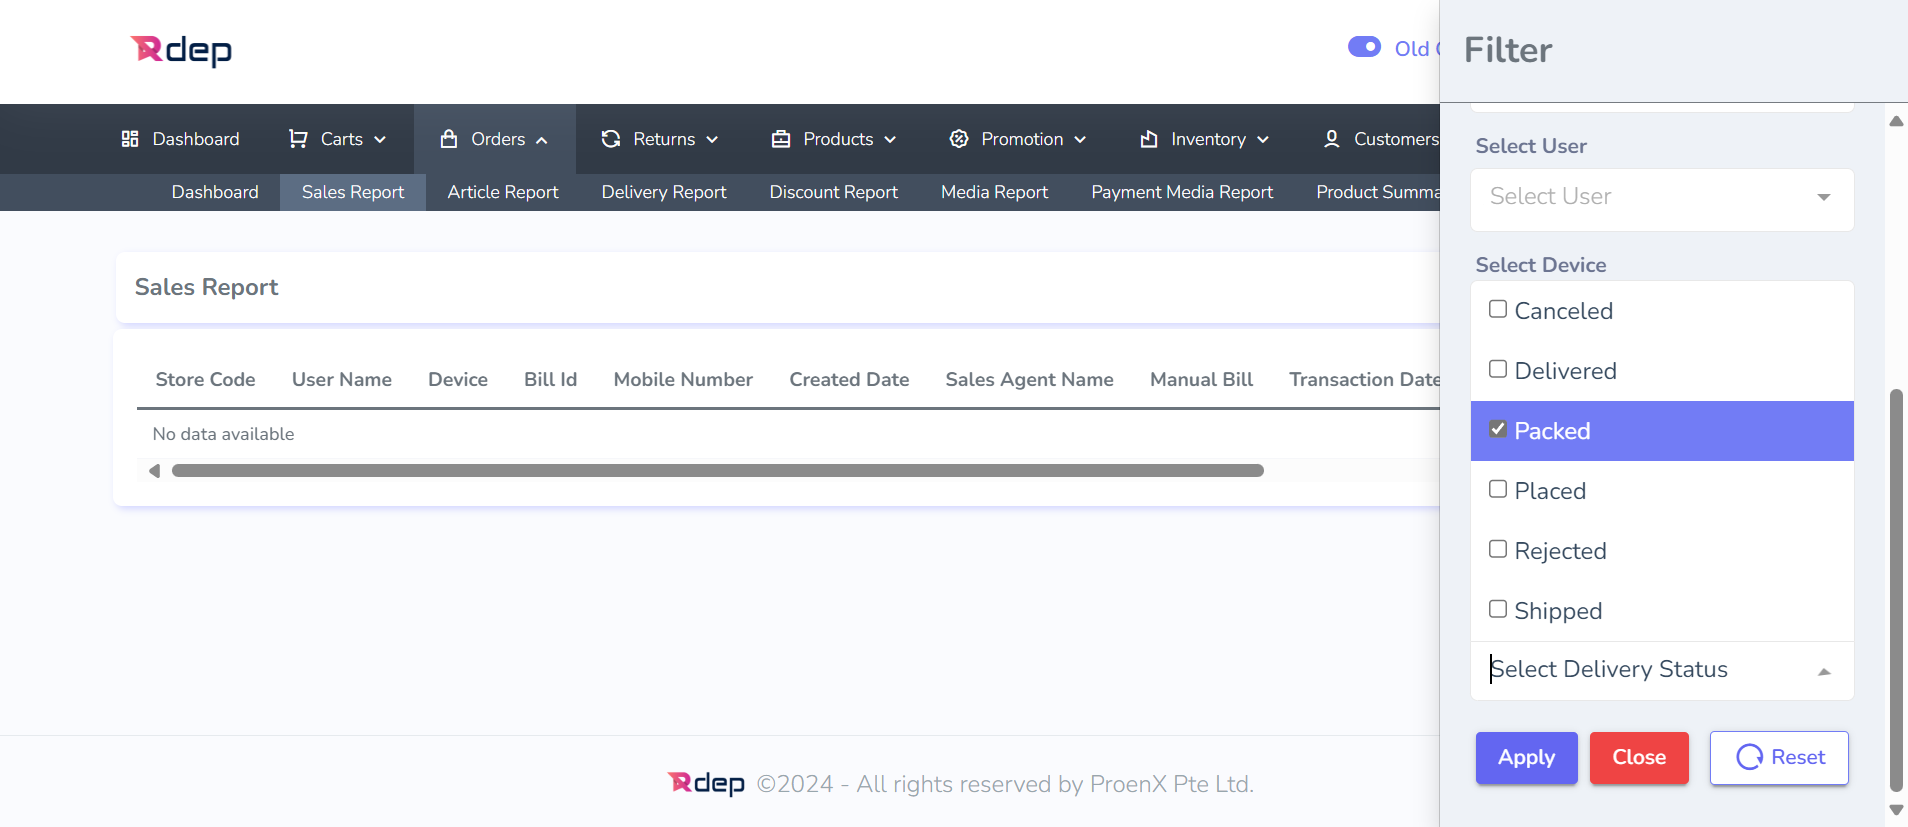 Rdep
Old
Filter
Dashboard Carts Orders Returns Products Promotion Inventory Customers
Dashboard Sales Report Article Report Delivery Report Discount Report Media Report Payment Media Report Product Summa
Select User
Select User
Select Device
Canceled
Delivered
Packed
Placed
Rejected
Shipped
Select Delivery Status
Apply Close Reset
Sales Report
Store Code User Name Device Bill Id Mobile Number Created Date Sales Agent Name Manual Bill Transaction Date
No data available
Rdep ©2024 - All rights reserved by ProenX Pte Ltd.